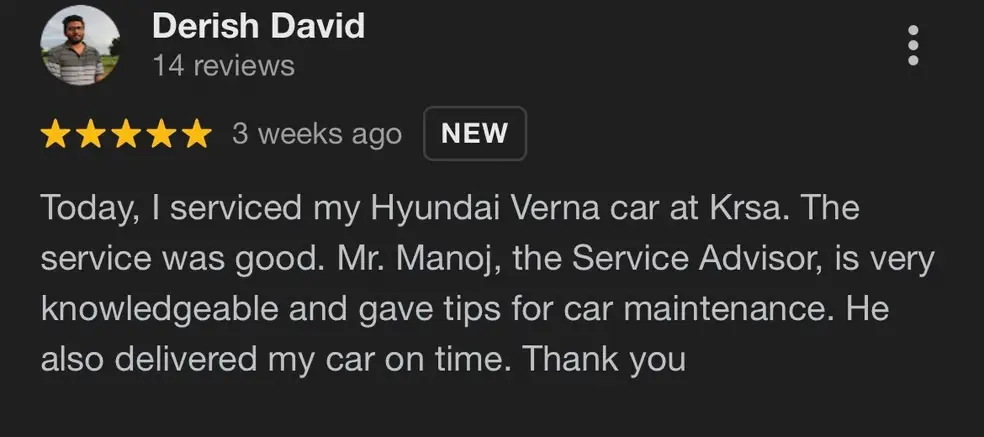 Derish David
14 reviews
3 weeks ago NEW
Today, I serviced my Hyundai Verna car at Krsa. The
service was good. Mr. Manoj, the Service Advisor, is very
knowledgeable and gave tips for car maintenance. He
also delivered my car on time. Thank you